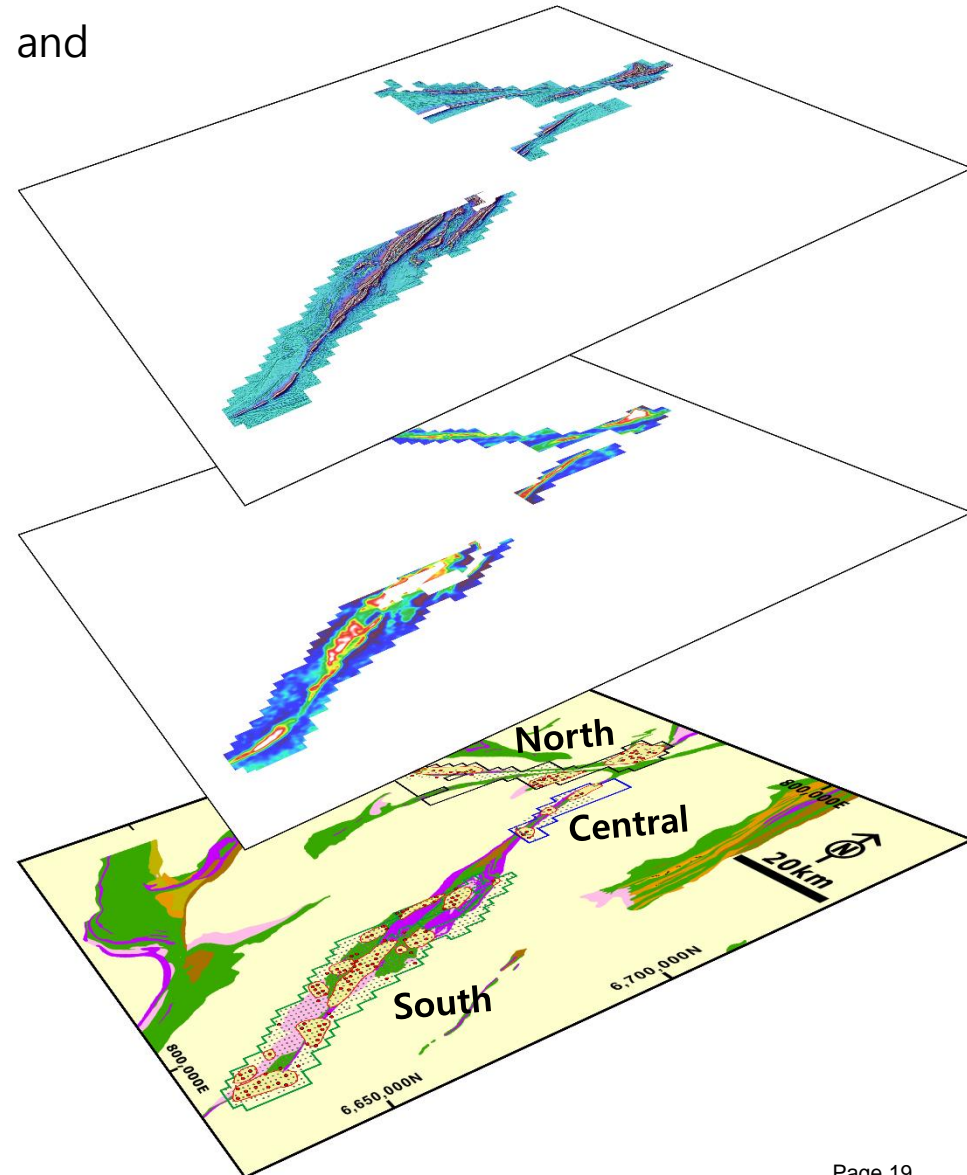 and
North
Central
South
800,000E
N
20km
6,700,000N
800,000E
6,650,000N
Page 19